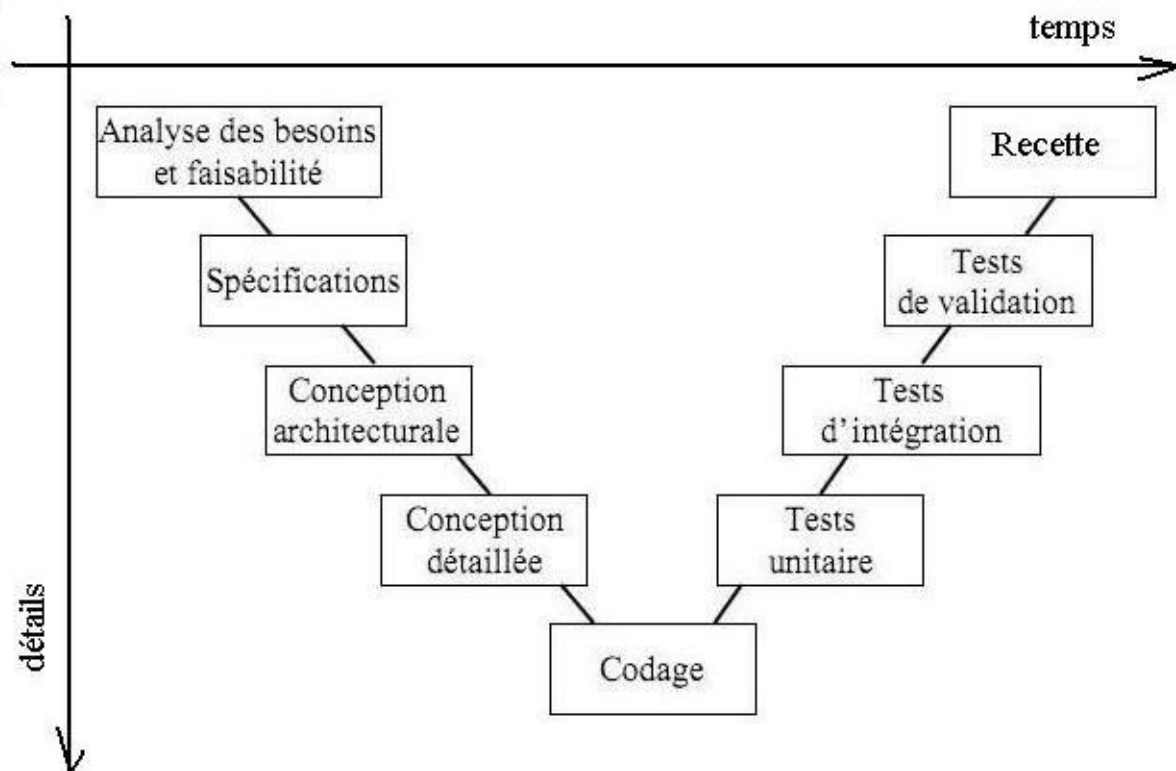 temps
Analyse des besoins
et faisabilité
Recette
Spécifications
Tests
de validation
Conception
architecturale
Tests
d'intégration
Conception
détaillée
Tests
unitaire
détails
Codage